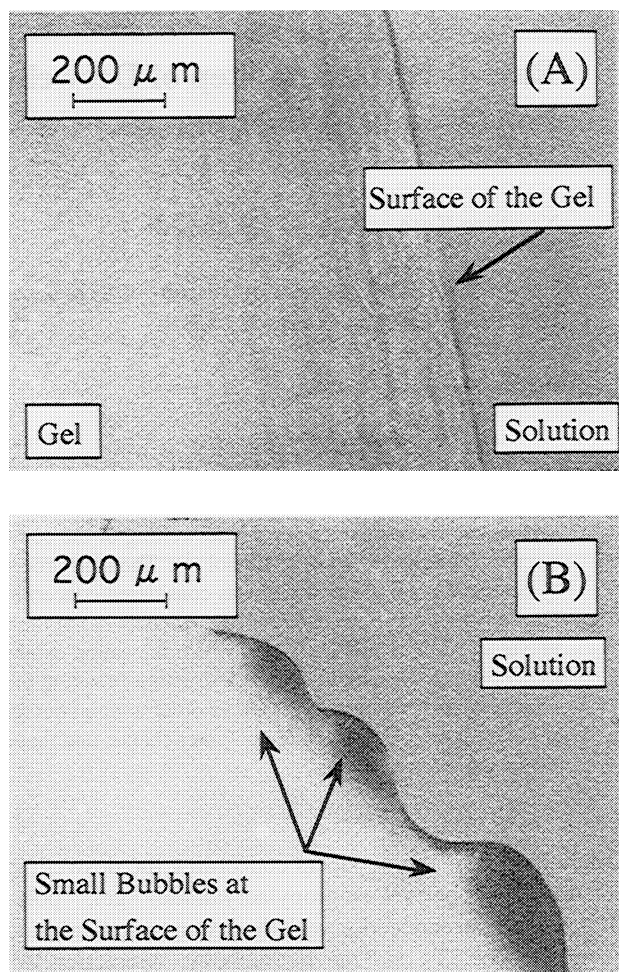 200 μ m
(A)
Surface of the Gel
Gel
Solution
200 μ m
(B)
Solution
Small Bubbles at
the Surface of the Gel